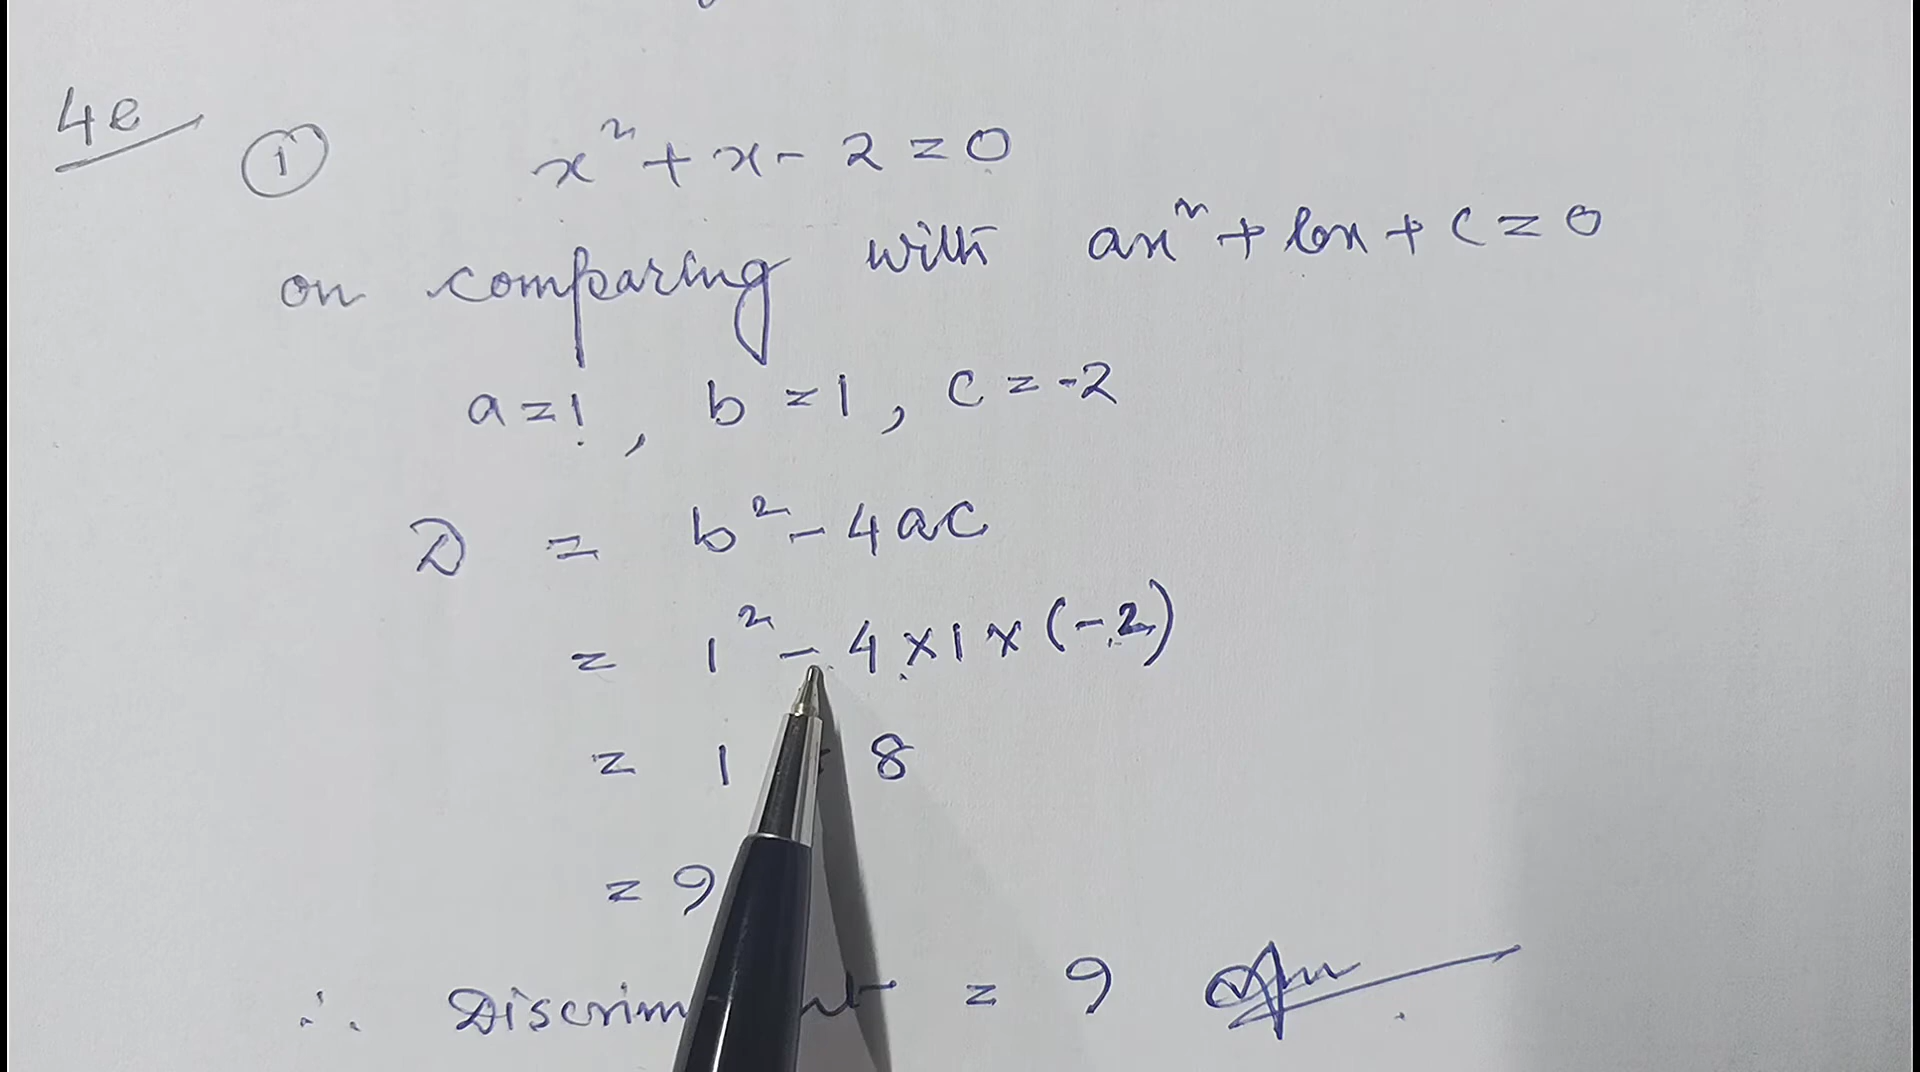 4e
① x² + x - 2 = 0
on comparing with ax² + bx + c = 0
a = 1, b = 1, c = -2
D = b² - 4ac
= 1² - 4 × 1 × (-2)
= 1 8
= 9
∴ = 9 Ans